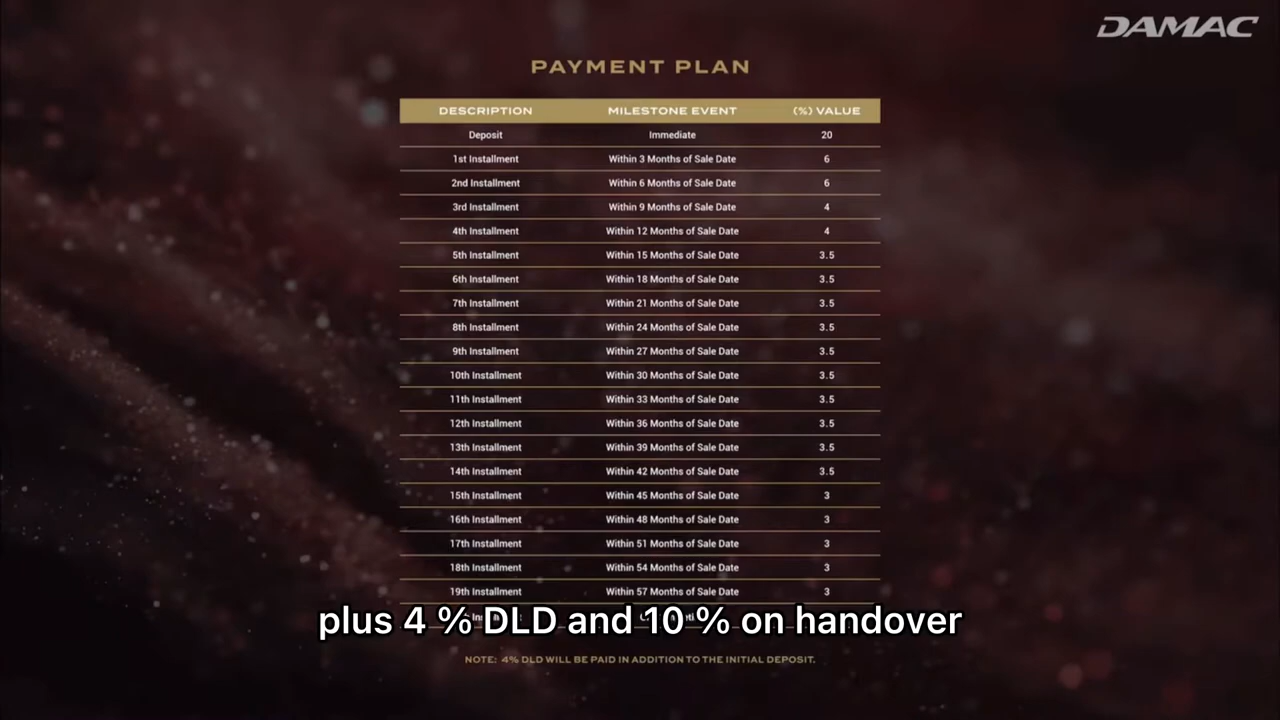 DAMAC
PAYMENT PLAN
DESCRIPTION MILESTONE EVENT (%) VALUE
Deposit Immediate 20
1st Installment Within 3 Months of Sale Date 6
2nd Installment Within 6 Months of Sale Date 6
3rd Installment Within 9 Months of Sale Date 4
4th Installment Within 12 Months of Sale Date 4
5th Installment Within 15 Months of Sale Date 3.5
6th Installment Within 18 Months of Sale Date 3.5
7th Installment Within 21 Months of Sale Date 3.5
8th Installment Within 24 Months of Sale Date 3.5
9th Installment Within 27 Months of Sale Date 3.5
10th Installment Within 30 Months of Sale Date 3.5
11th Installment Within 33 Months of Sale Date 3.5
12th Installment Within 36 Months of Sale Date 3.5
13th Installment Within 39 Months of Sale Date 3.5
14th Installment Within 42 Months of Sale Date 3.5
15th Installment Within 45 Months of Sale Date 3
16th Installment Within 48 Months of Sale Date 3
17th Installment Within 51 Months of Sale Date 3
18th Installment Within 54 Months of Sale Date 3
19th Installment Within 57 Months of Sale Date 3
plus 4 % DLD and 10 % on handover
NOTE: 4% DLD WILL BE PAID IN ADDITION TO THE INITIAL DEPOSIT.